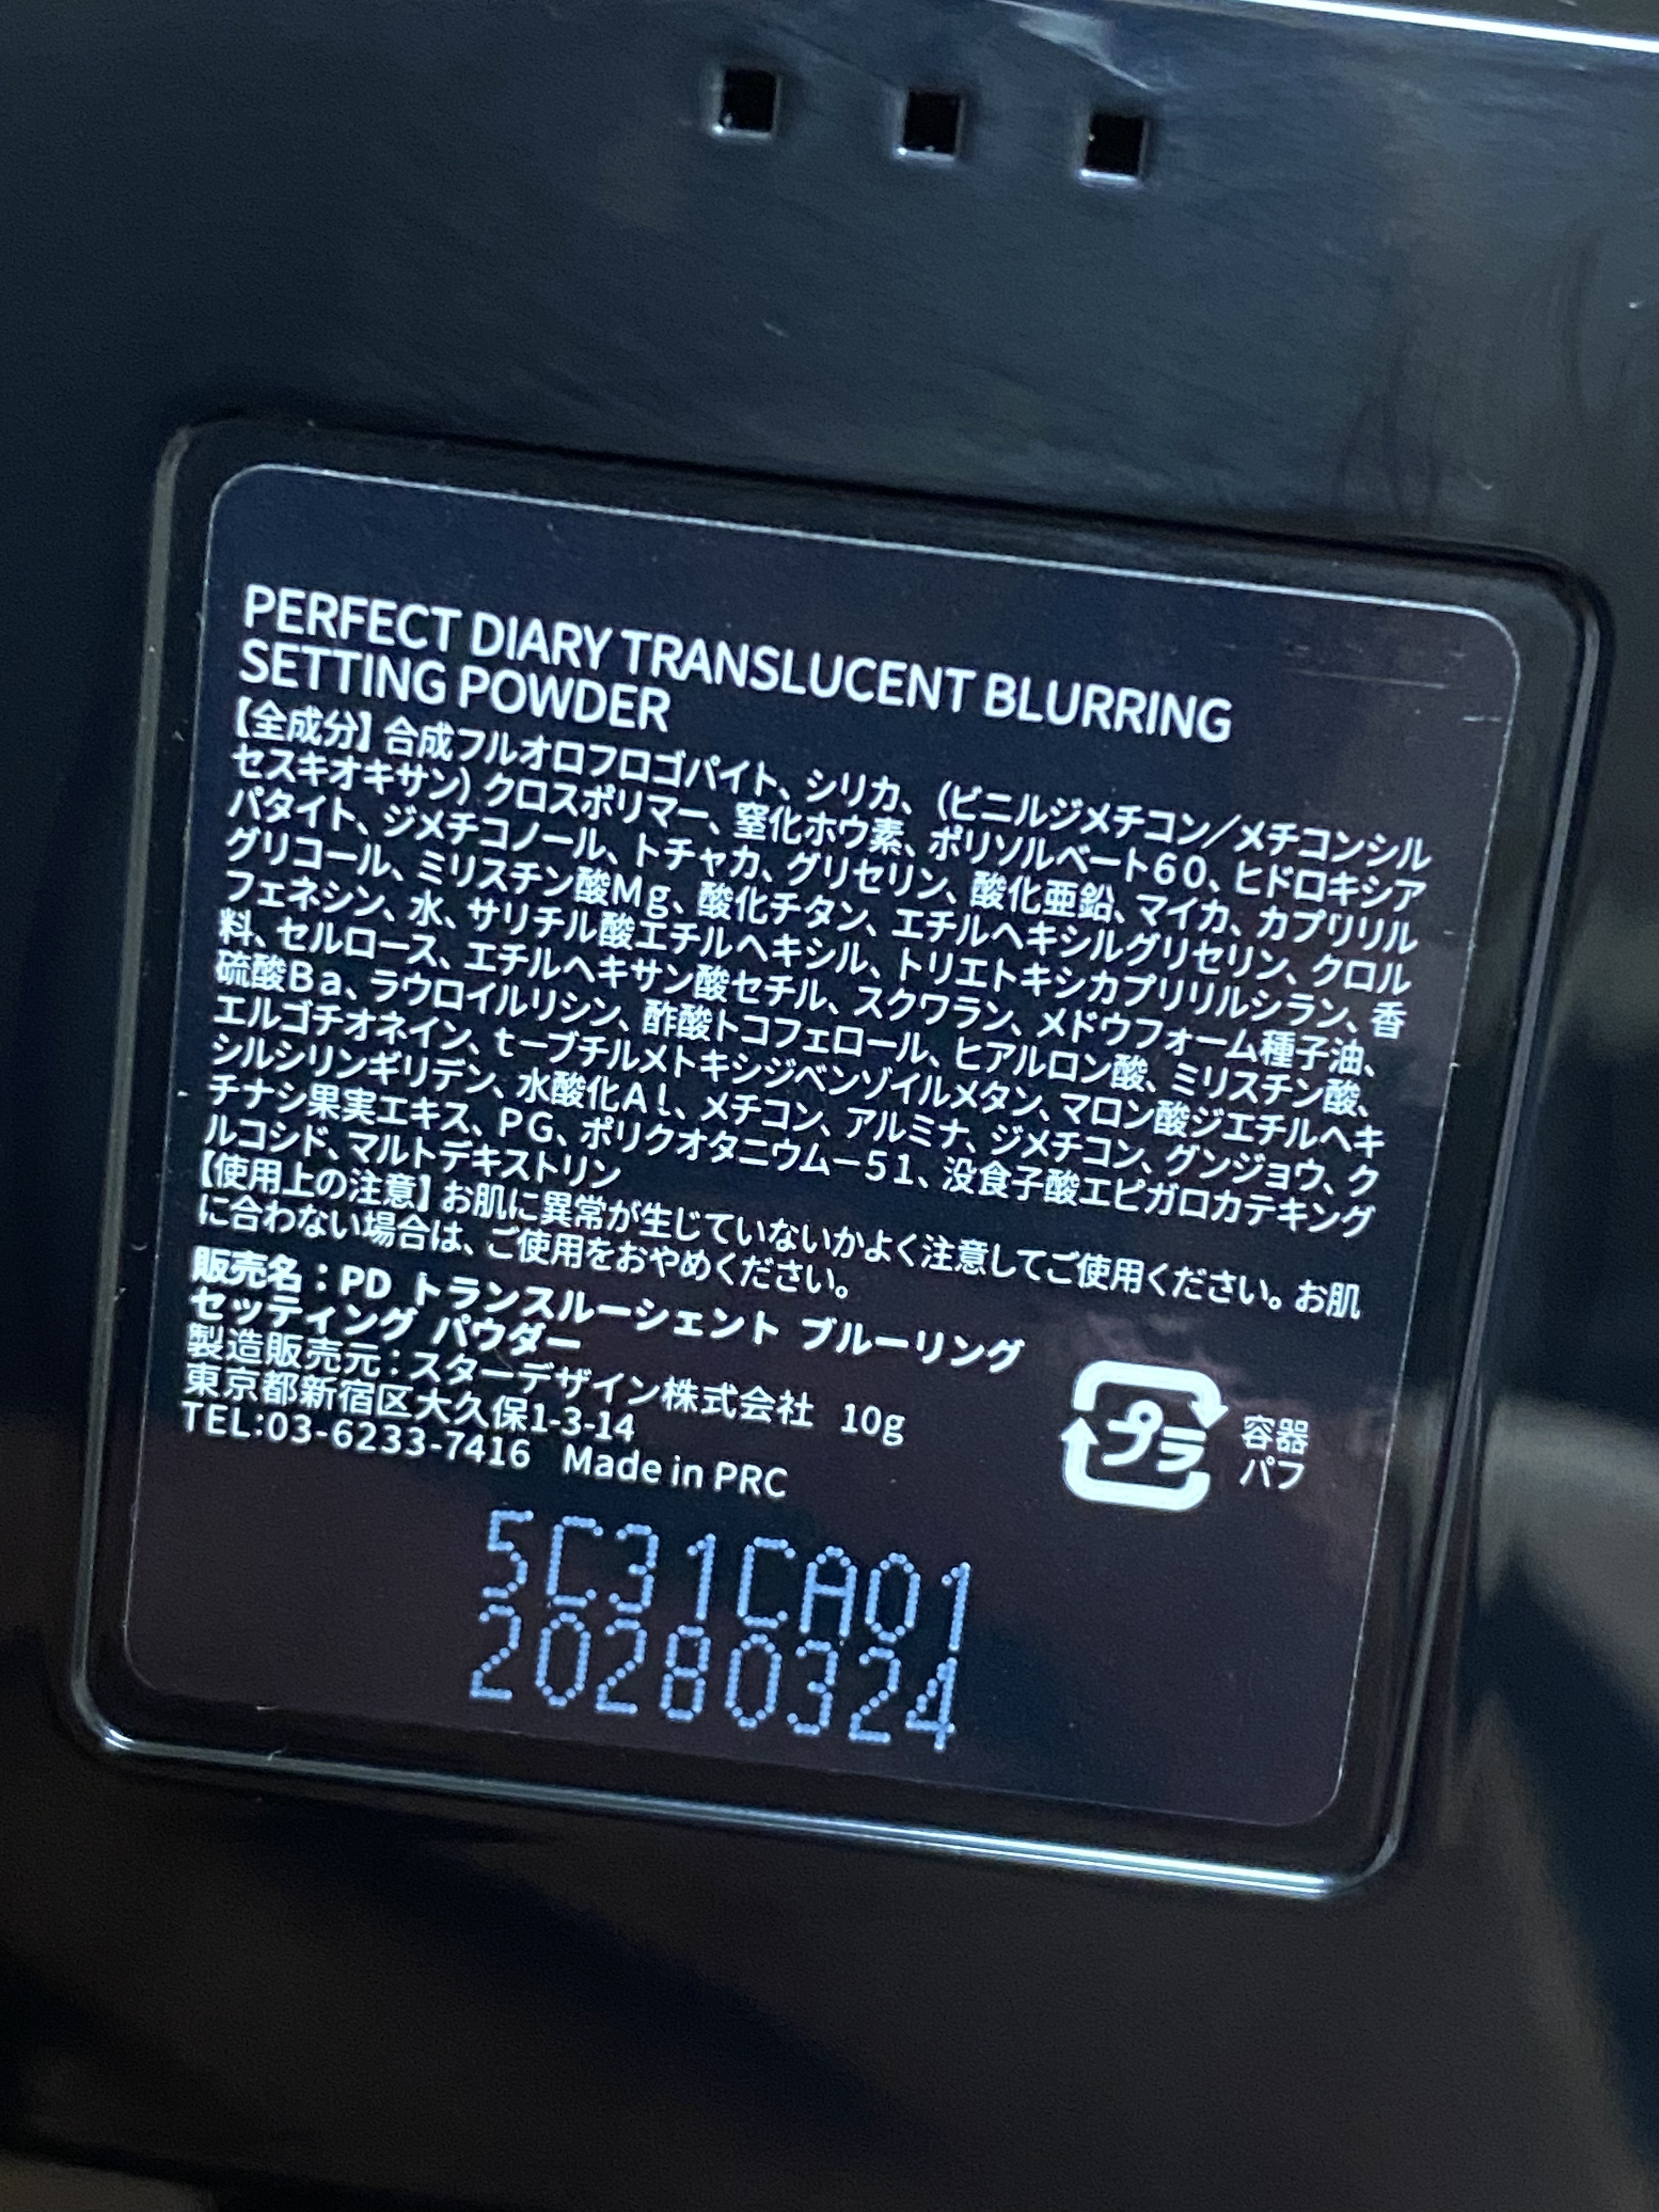 PERFECT DIARY TRANSLUCENT BLURRING
SETTING POWDER
【全成分】合成フルオロフロゴパイト、シリカ、（ビニルジメチコン／メチコンシル
セスキオキサン）クロスポリマー、窒化ホウ素、ポリソルベート６０、ヒドロキシア
パタイト、ジメチコノール、トチャカ、グリセリン、酸化亜鉛、マイカ、カプリリル
グリコール、ミリスチン酸Ｍｇ、酸化チタン、エチルヘキシルグリセリン、クロル
フェネシン、水、サリチル酸エチルヘキシル、トリエトキシカプリリルシラン、香
料、セルロース、エチルヘキサン酸セチル、スクワラン、メドウフォーム種子油、
硫酸Ｂａ、ラウロイルリシン、酢酸トコフェロール、ヒアルロン酸、ミリスチン酸、
エルゴチオネイン、ｔ－ブチルメトキシジベンゾイルメタン、マロン酸ジエチルヘキ
シルシリンギリデン、水酸化Ａｌ、メチコン、アルミナ、ジメチコン、グンジョウ、ク
チナシ果実エキス、ＰＧ、ポリクオタニウム－５１、没食子酸エピガロカテキング
ルコシド、マルトデキストリン
【使用上の注意】お肌に異常が生じていないかよく注意してご使用ください。お肌
に合わない場合は、ご使用をおやめください。
販売名：PD トランスルーシェント ブルーリング
セッティング パウダー
製造販売元：スターデザイン株式会社 10g
東京都新宿区大久保1-3-14
TEL:03-6233-7416 Made in PRC
プラ
容器
パフ
5C31CA01
20280324